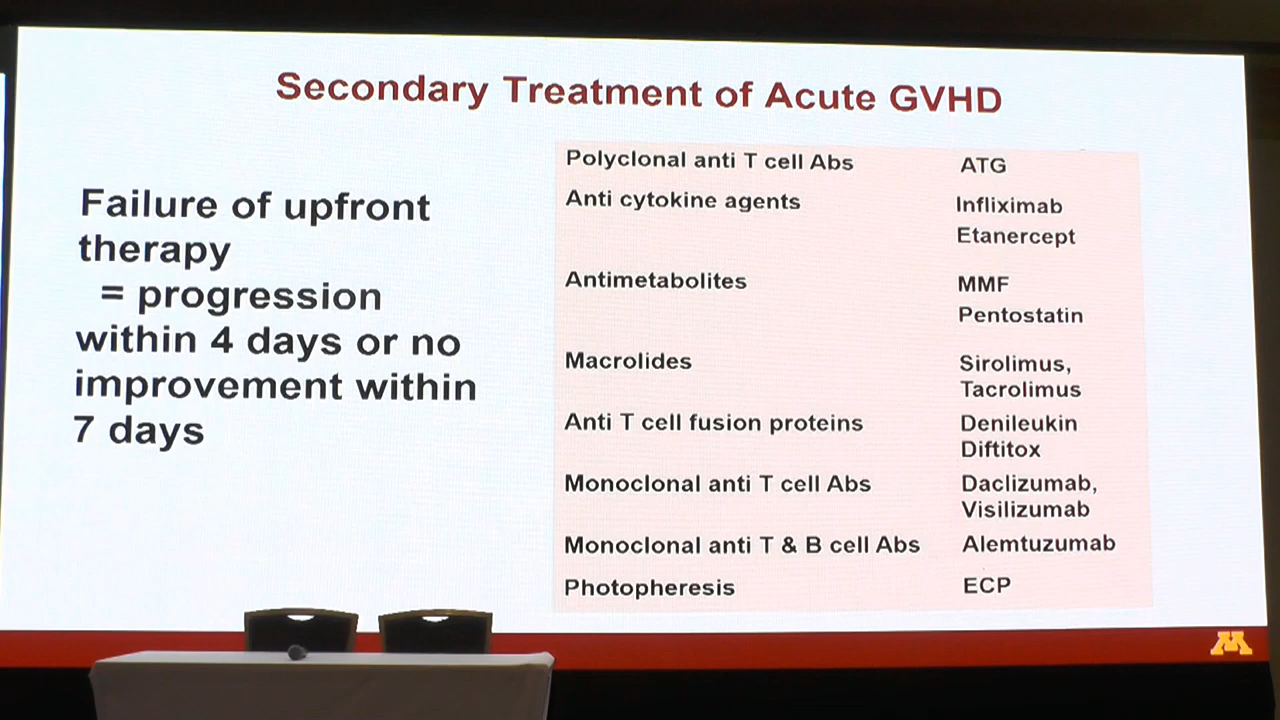 Secondary Treatment of Acute GVHD
Failure of upfront
therapy
= progression
within 4 days or no
improvement within
7 days
Polyclonal anti T cell Abs ATG
Anti cytokine agents Infliximab
Etanercept
Antimetabolites MMF
Pentostatin
Macrolides Sirolimus,
Tacrolimus
Anti T cell fusion proteins Denileukin
Diftitox
Monoclonal anti T cell Abs Daclizumab,
Visilizumab
Monoclonal anti T & B cell Abs Alemtuzumab
Photopheresis ECP
M